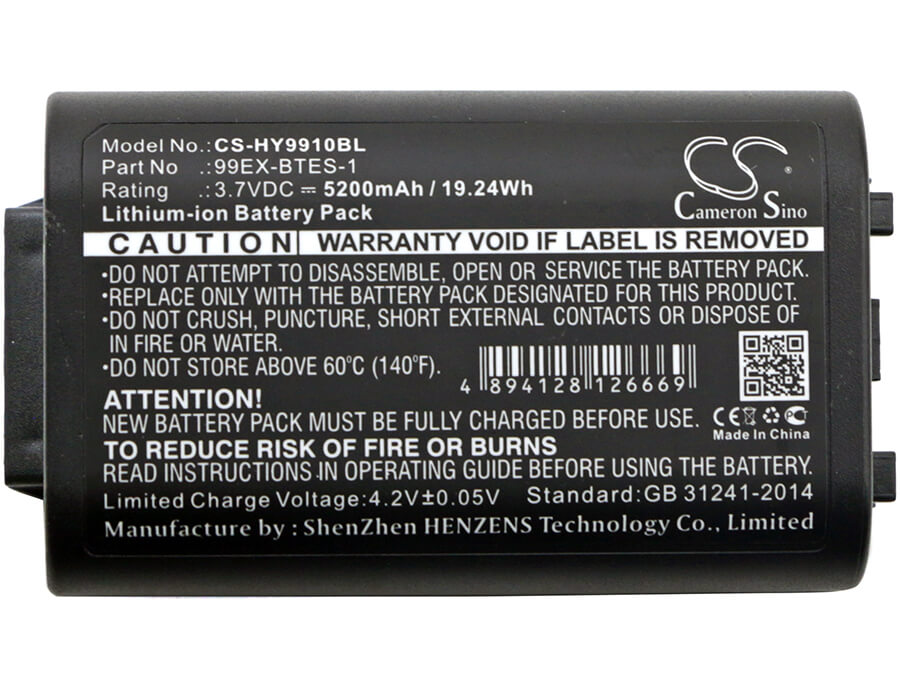 Model No.: CS-HY9910BL
Part No :99EX-BTES-1
Rating .: 3.7VDC ⎓ 5200mAh / 19.24Wh
Lithium-ion Battery Pack
CS
®
Cameron Sino
CAUTION WARRANTY VOID IF LABEL IS REMOVED
•DO NOT ATTEMPT TO DISASSEMBLE, OPEN OR SERVICE THE BATTERY PACK.
•REPLACE ONLY WITH THE BATTERY PACK DESIGNATED FOR THIS PRODUCT.
•DO NOT CRUSH, PUNCTURE, SHORT EXTERNAL CONTACTS OR DISPOSE OF
IN FIRE OR WATER.
•DO NOT STORE ABOVE 60°C (140°F).
4 894128 126669
ATTENTION!
NEW BATTERY PACK MUST BE FULLY CHARGED BEFORE USE.
CE
PCT
Made In China
TO REDUCE RISK OF FIRE OR BURNS
READ INSTRUCTIONS IN OPERATING GUIDE BEFORE USING THE BATTERY.
Limited Charge Voltage:4.2V±0.05V Standard:GB 31241-2014
Manufacture by : ShenZhen HENZENS Technology Co., Limited